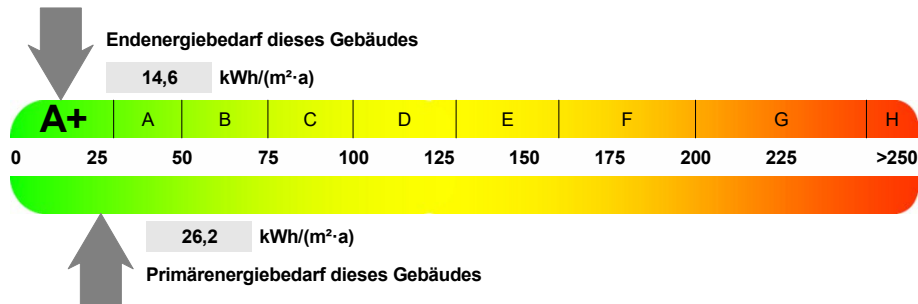 Endenergiebedarf dieses Gebäudes
14,6 kWh/(m²·a)
A+ A B C D E F G H
0 25 50 75 100 125 150 175 200 225 >250
26,2 kWh/(m²·a)
Primärenergiebedarf dieses Gebäudes